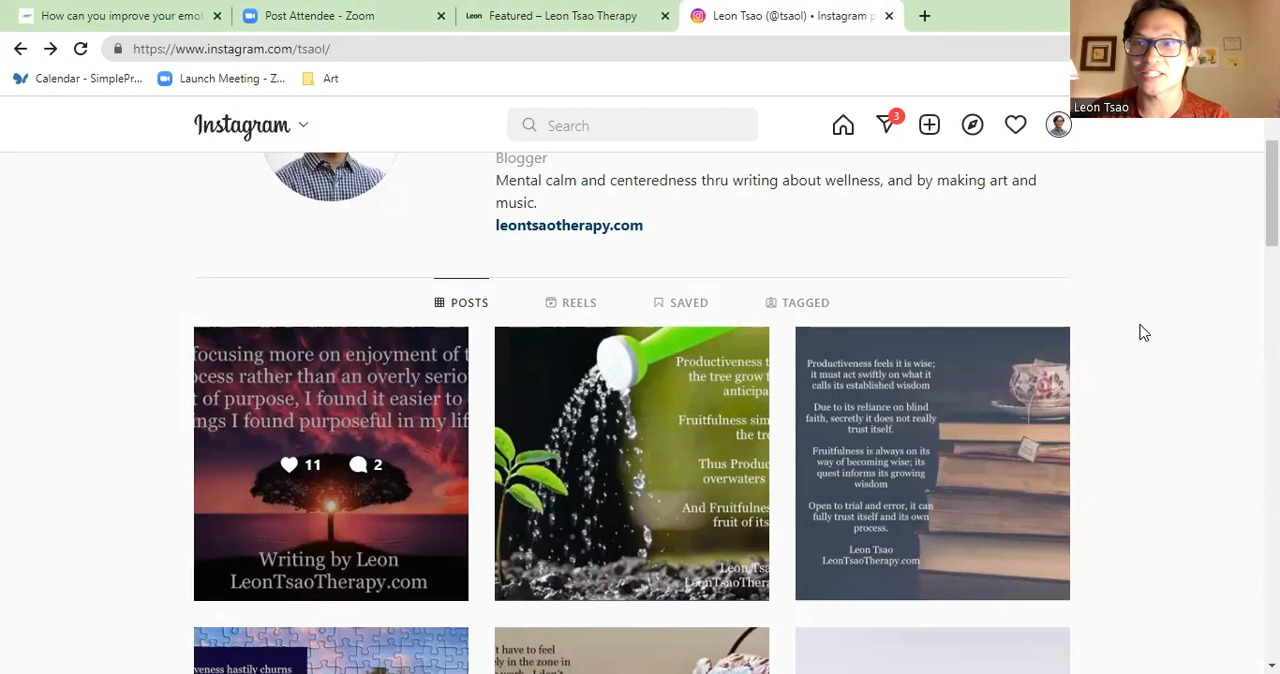 How can you improve your emot
Post Attendee - Zoom
Leon Featured – Leon Tsao Therapy
Leon Tsao (@tsaol) • Instagram p
https://www.instagram.com/tsaol/
Calendar - SimplePr...
Launch Meeting - Z...
Art
Leon Tsao
Instagram
Search
3
Blogger
Mental calm and centeredness thru writing about wellness, and by making art and
music.
leontsaotherapy.com
POSTS
REELS
SAVED
TAGGED
focusing more on enjoyment of t
cess rather than an overly serio
t of purpose, I found it easier to
ngs I found purposeful in my lif
11
2
Writing by Leon
LeonTsaoTherapy.com
Productiveness t
the tree grow f
anticipa
Fruitfulness sim
the tre
Thus Produc
overwaters
And Fruitfulnes
fruit of its
Leon Tsa
LeonTsaoThera
Productiveness feels it is wise;
it must act swiftly on what it
calls its established wisdom
Due to its reliance on blind
faith, secretly it does not really
trust itself.
Fruitfulness is always on its
way of becoming wise; its
quest informs its growing
wisdom
Open to trial and error, it can
fully trust itself and its own
process.
Leon Tsao
LeonTsaoTherapy.com
veness hastily churns
t have to feel
ly in the zone in